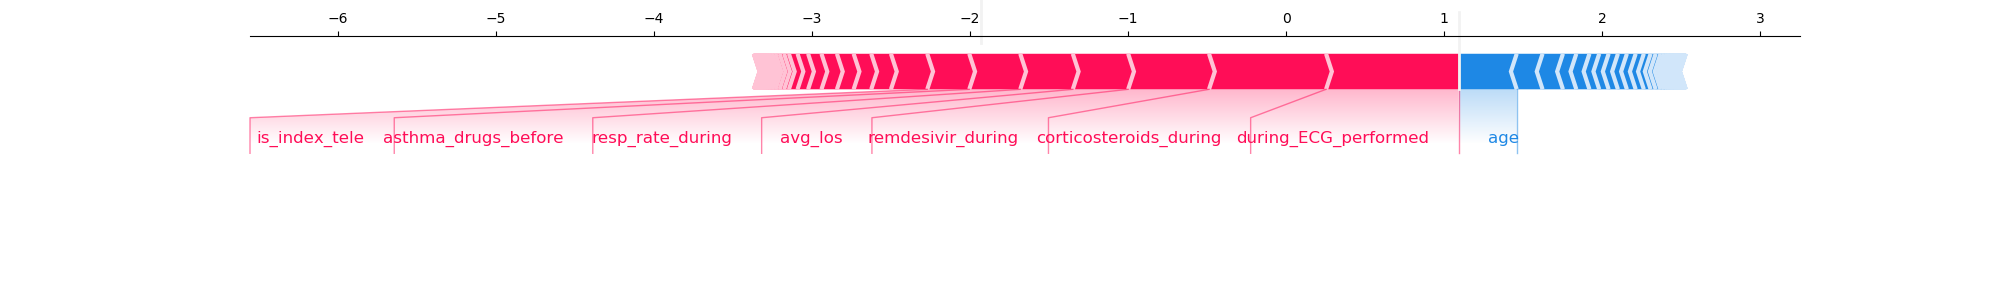 −6 −5 −4 −3 −2 −1 0 1 2 3
is_index_tele asthma_drugs_before resp_rate_during avg_los remdesivir_during corticosteroids_during during_ECG_performed age